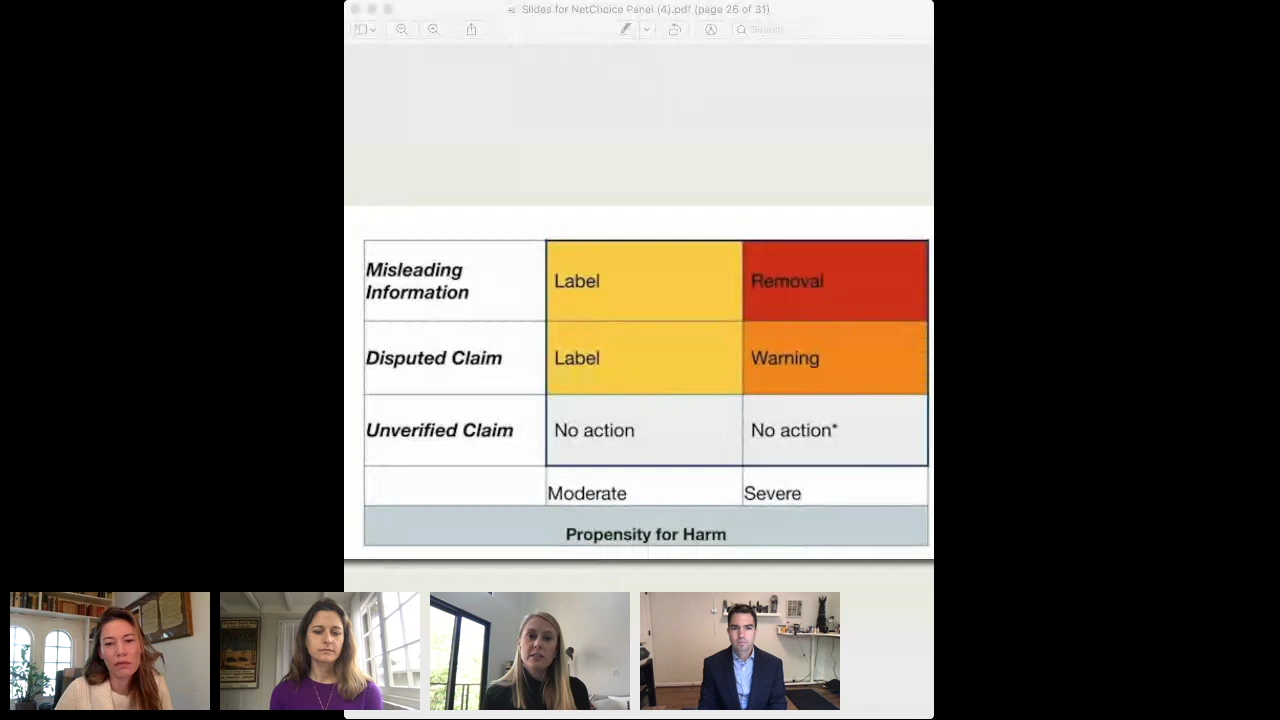 Slides for NetChoice Panel (4).pdf (page 26 of 31)
Search
Misleading
Information
Label
Removal
Disputed Claim
Label
Warning
Unverified Claim
No action
No action*
Moderate
Severe
Propensity for Harm